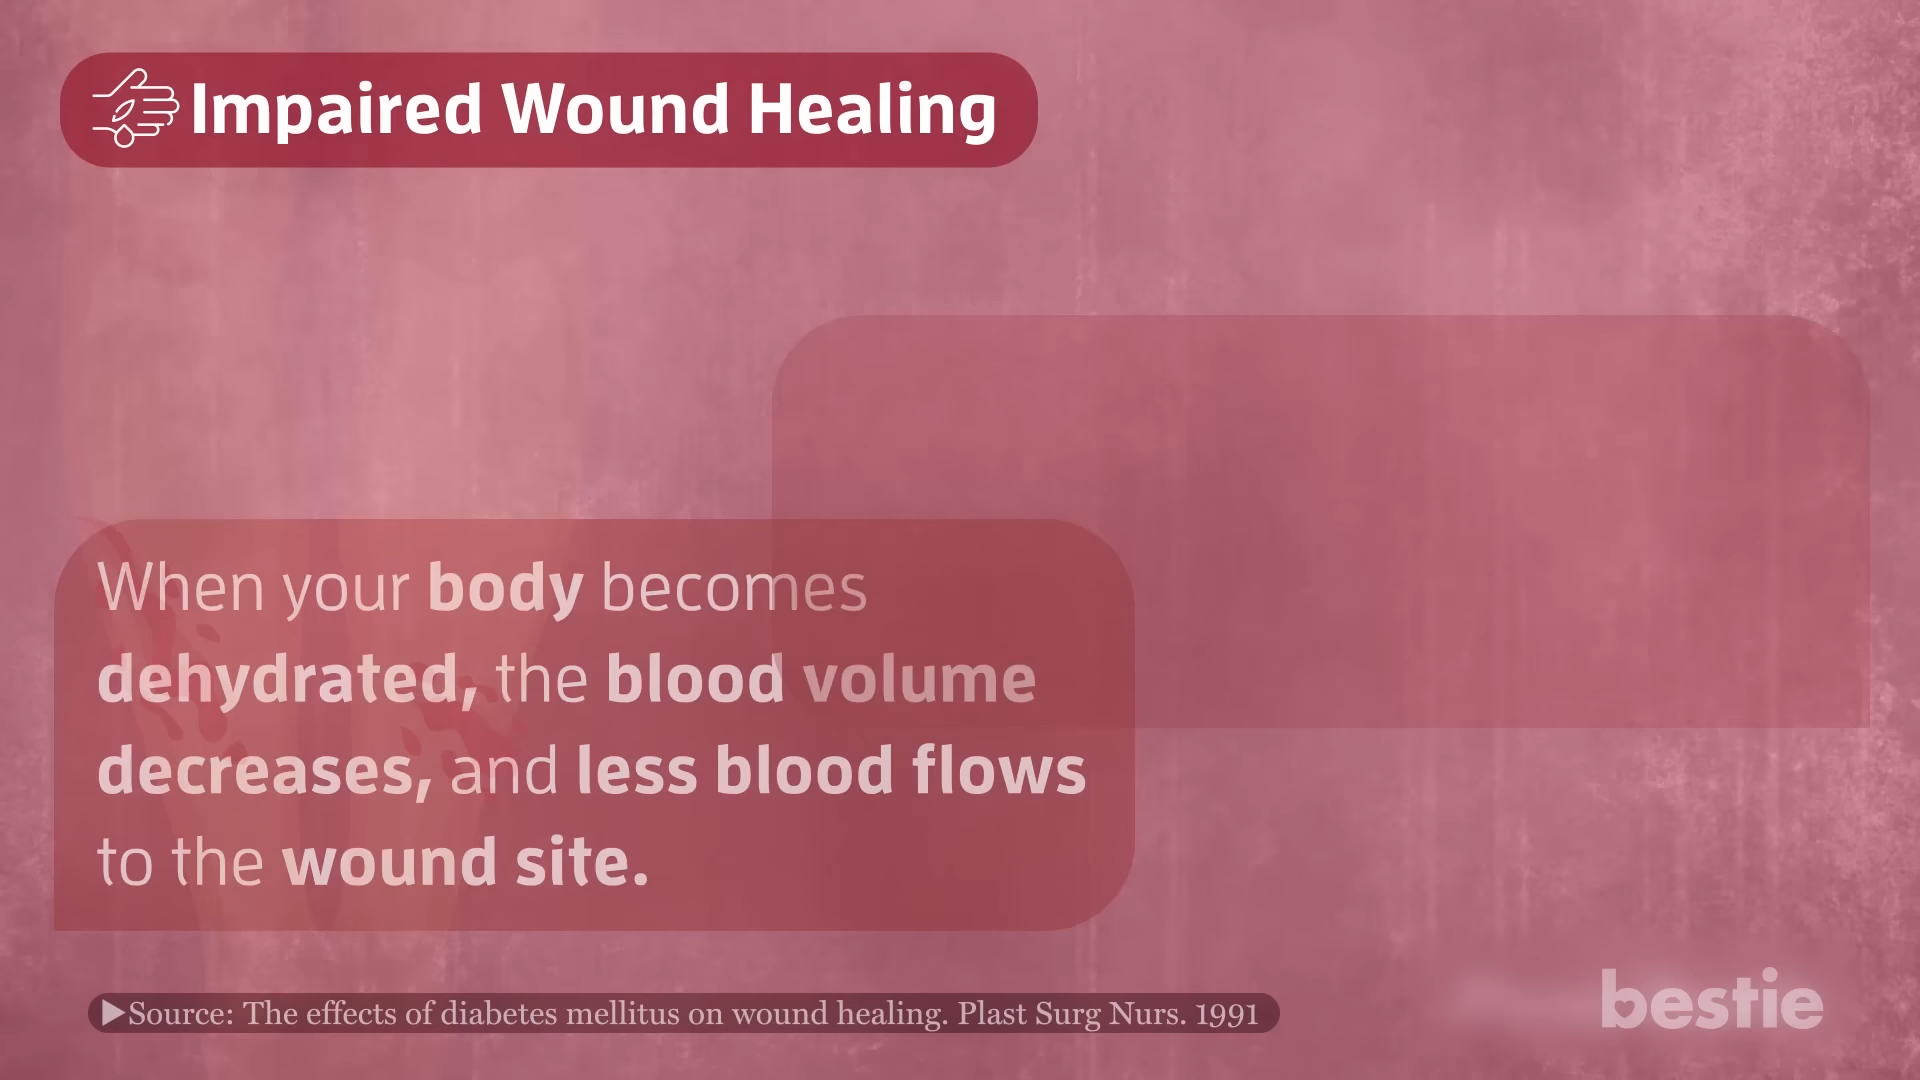 Impaired Wound Healing
When your body becomes
dehydrated, the blood volume
decreases, and less blood flows
to the wound site.
▶Source: The effects of diabetes mellitus on wound healing. Plast Surg Nurs. 1991
bestie